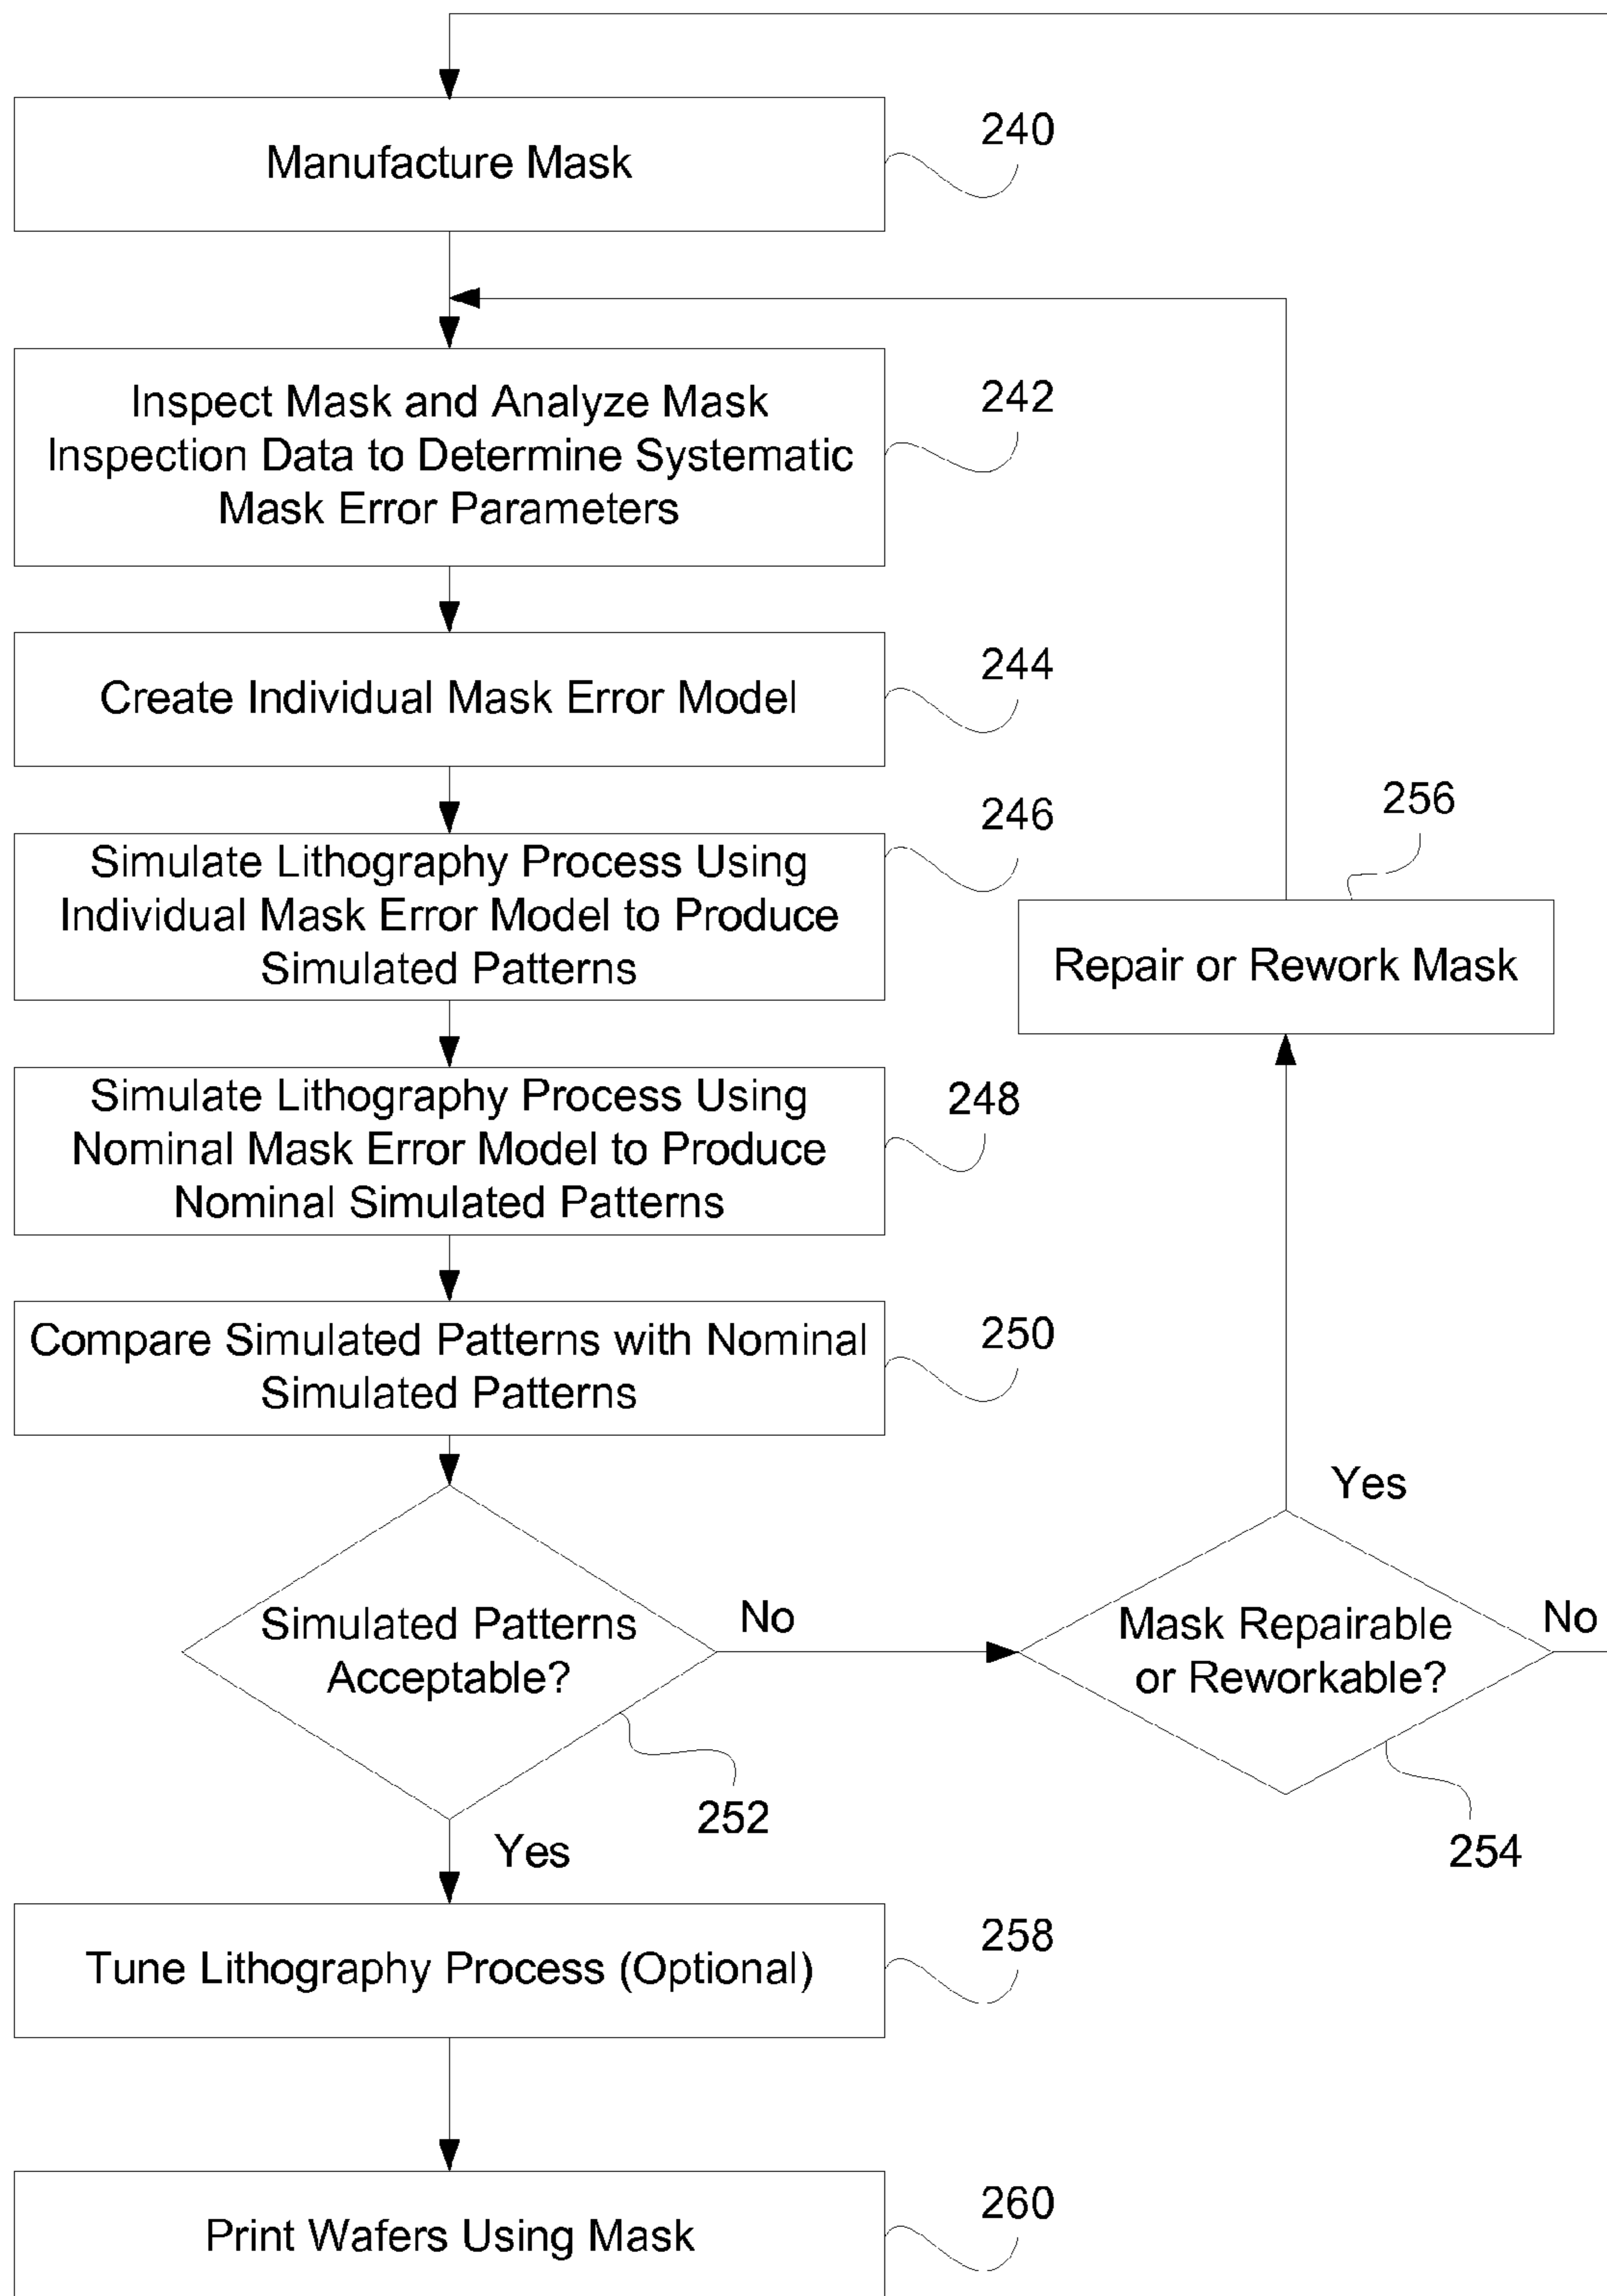 Manufacture Mask
240
Inspect Mask and Analyze Mask
Inspection Data to Determine Systematic
Mask Error Parameters
242
Create Individual Mask Error Model
244
Simulate Lithography Process Using
Individual Mask Error Model to Produce
Simulated Patterns
246
256
Repair or Rework Mask
Simulate Lithography Process Using
Nominal Mask Error Model to Produce
Nominal Simulated Patterns
248
Compare Simulated Patterns with Nominal
Simulated Patterns
250
Yes
Simulated Patterns
Acceptable?
No
Mask Repairable
or Reworkable?
No
252
254
Yes
Tune Lithography Process (Optional)
258
Print Wafers Using Mask
260